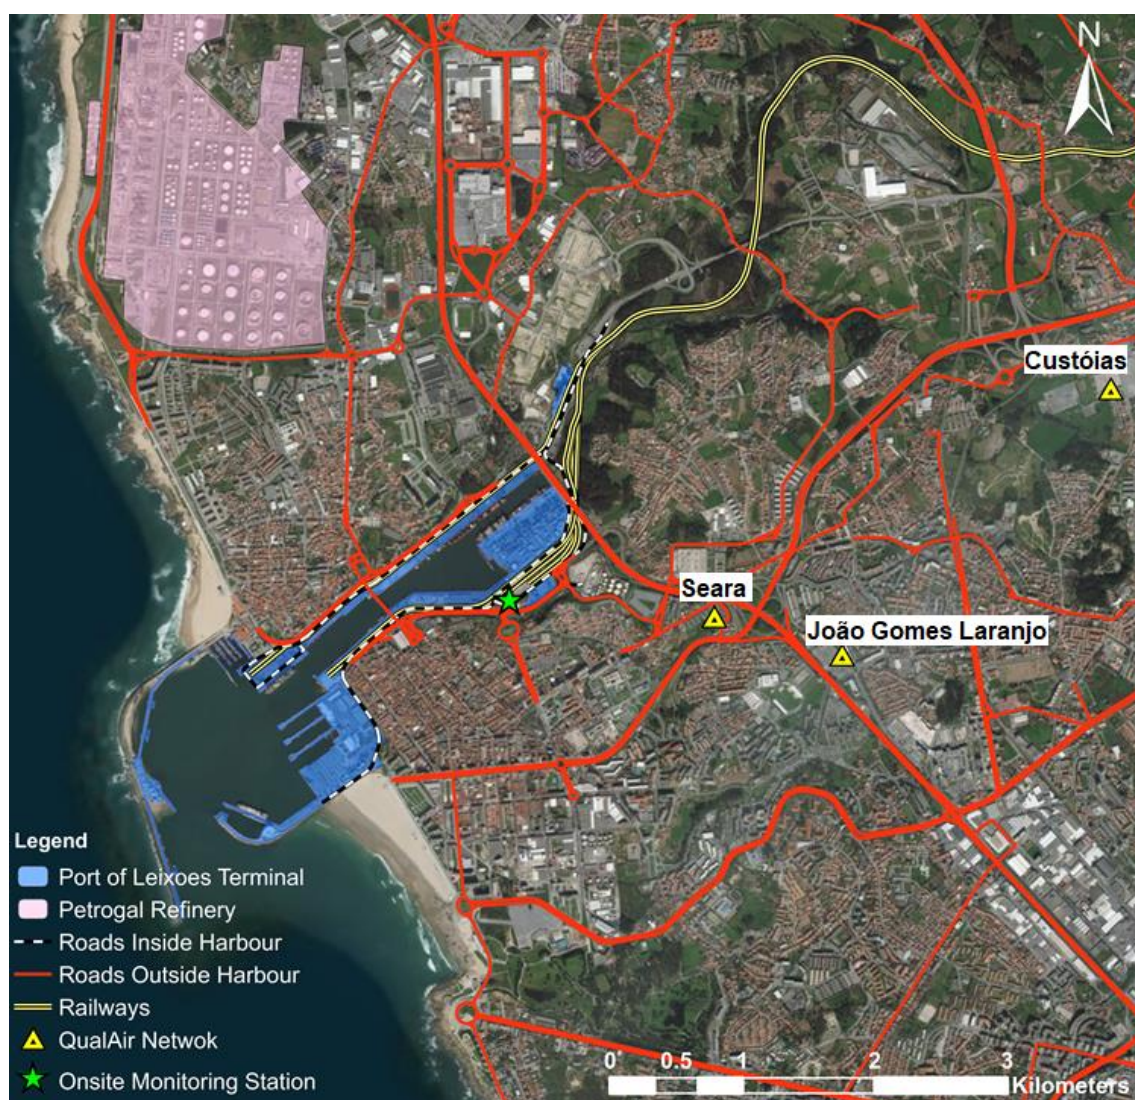 N
Custóias
Seara
João Gomes Laranjo
Legend
Port of Leixoes Terminal
Petrogal Refinery
Roads Inside Harbour
Roads Outside Harbour
Railways
QualAir Netwok
Onsite Monitoring Station
0 0.5 1 2 3
Kilometers